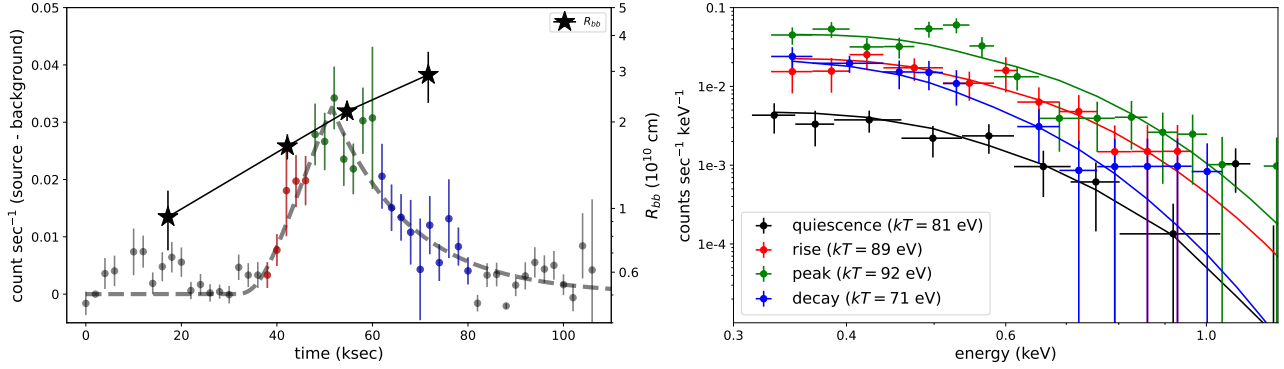 0.05
0.04
0.03
0.02
0.01
0
count sec⁻¹ (source - background)
0 20 40 60 80 100
time (ksec)
R_bb
5
4
3
2
1
0.6
R_bb (10¹⁰ cm)
0.1
1e-2
1e-3
1e-4
counts sec⁻¹ keV⁻¹
quiescence (kT = 81 eV)
rise (kT = 89 eV)
peak (kT = 92 eV)
decay (kT = 71 eV)
0.3 0.4 0.6 1.0
energy (keV)